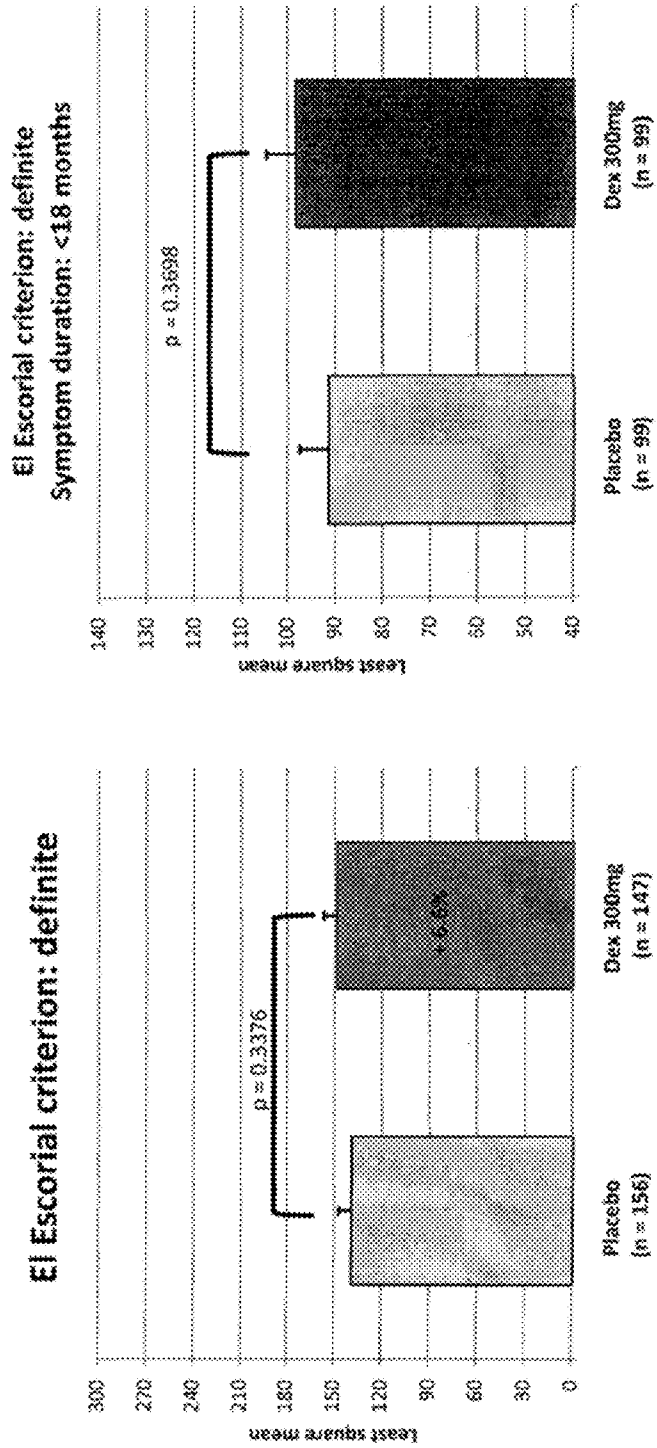 El Escorial criterion: definite
300
270
240
210
180
150
120
90
60
30
0
Least square mean
p = 0.3376
+ 6.6%
Placebo
(n = 156)
Dex 300mg
(n = 147)
El Escorial criterion: definite
Symptom duration: <18 months
140
130
120
110
100
90
80
70
60
50
40
Least square mean
p = 0.3698
Placebo
(n = 99)
Dex 300mg
(n = 99)